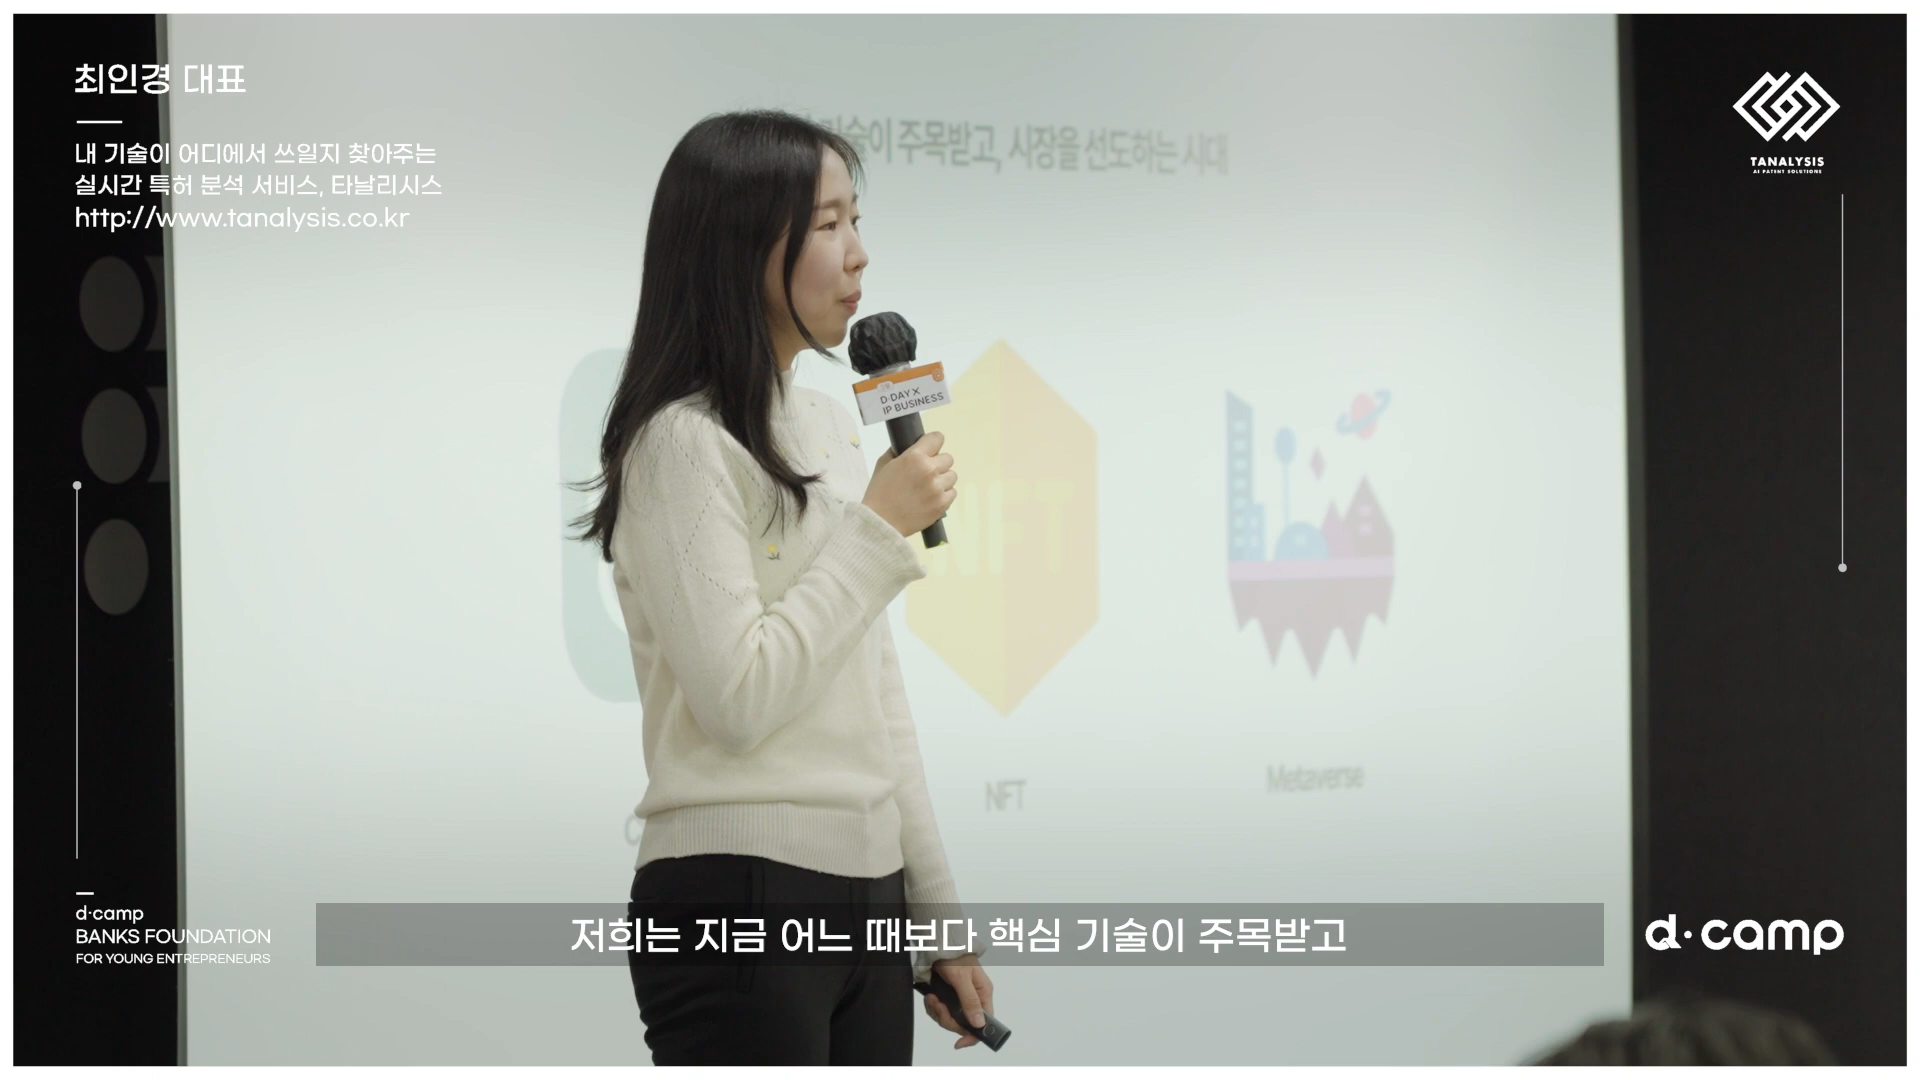 최인경 대표
내 기술이 어디에서 쓰일지 찾아주는
실시간 특허 분석 서비스, 타날리시스
http://www.tanalysis.co.kr
TANALYSIS
AI PATENT SOLUTIONS
기술이 주목받고, 시장을 선도하는 시대
D·DAY X
IP BUSINESS
NFT
NFT
Metaverse
d·camp
BANKS FOUNDATION
FOR YOUNG ENTREPRENEURS
저희는 지금 어느 때보다 핵심 기술이 주목받고
d·camp